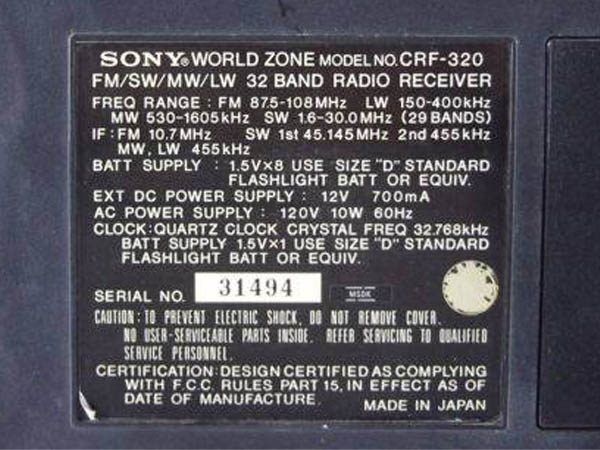 SONY® WORLD ZONE MODEL NO. CRF-320
FM/SW/MW/LW 32 BAND RADIO RECEIVER
FREQ RANGE : FM 87.5-108MHz LW 150-400kHz
MW 530-1605kHz SW 1.6-30.0MHz (29 BANDS)
IF : FM 10.7MHz SW 1st 45.145MHz 2nd 455kHz
MW, LW 455kHz
BATT SUPPLY : 1.5V×8 USE SIZE "D" STANDARD
FLASHLIGHT BATT OR EQUIV.
EXT DC POWER SUPPLY : 12V 700mA
AC POWER SUPPLY : 120V 10W 60Hz
CLOCK:QUARTZ CLOCK CRYSTAL FREQ 32.768kHz
BATT SUPPLY 1.5V×1 USE SIZE "D" STANDARD
FLASHLIGHT BATT OR EQUIV.
SERIAL NO. 31494 MSDK
CAUTION : TO PREVENT ELECTRIC SHOCK, DO NOT REMOVE COVER.
NO USER-SERVICEABLE PARTS INSIDE. REFER SERVICING TO QUALIFIED
SERVICE PERSONNEL.
CERTIFICATION: DESIGN CERTIFIED AS COMPLYING
WITH F.C.C. RULES PART 15, IN EFFECT AS OF
DATE OF MANUFACTURE. MADE IN JAPAN